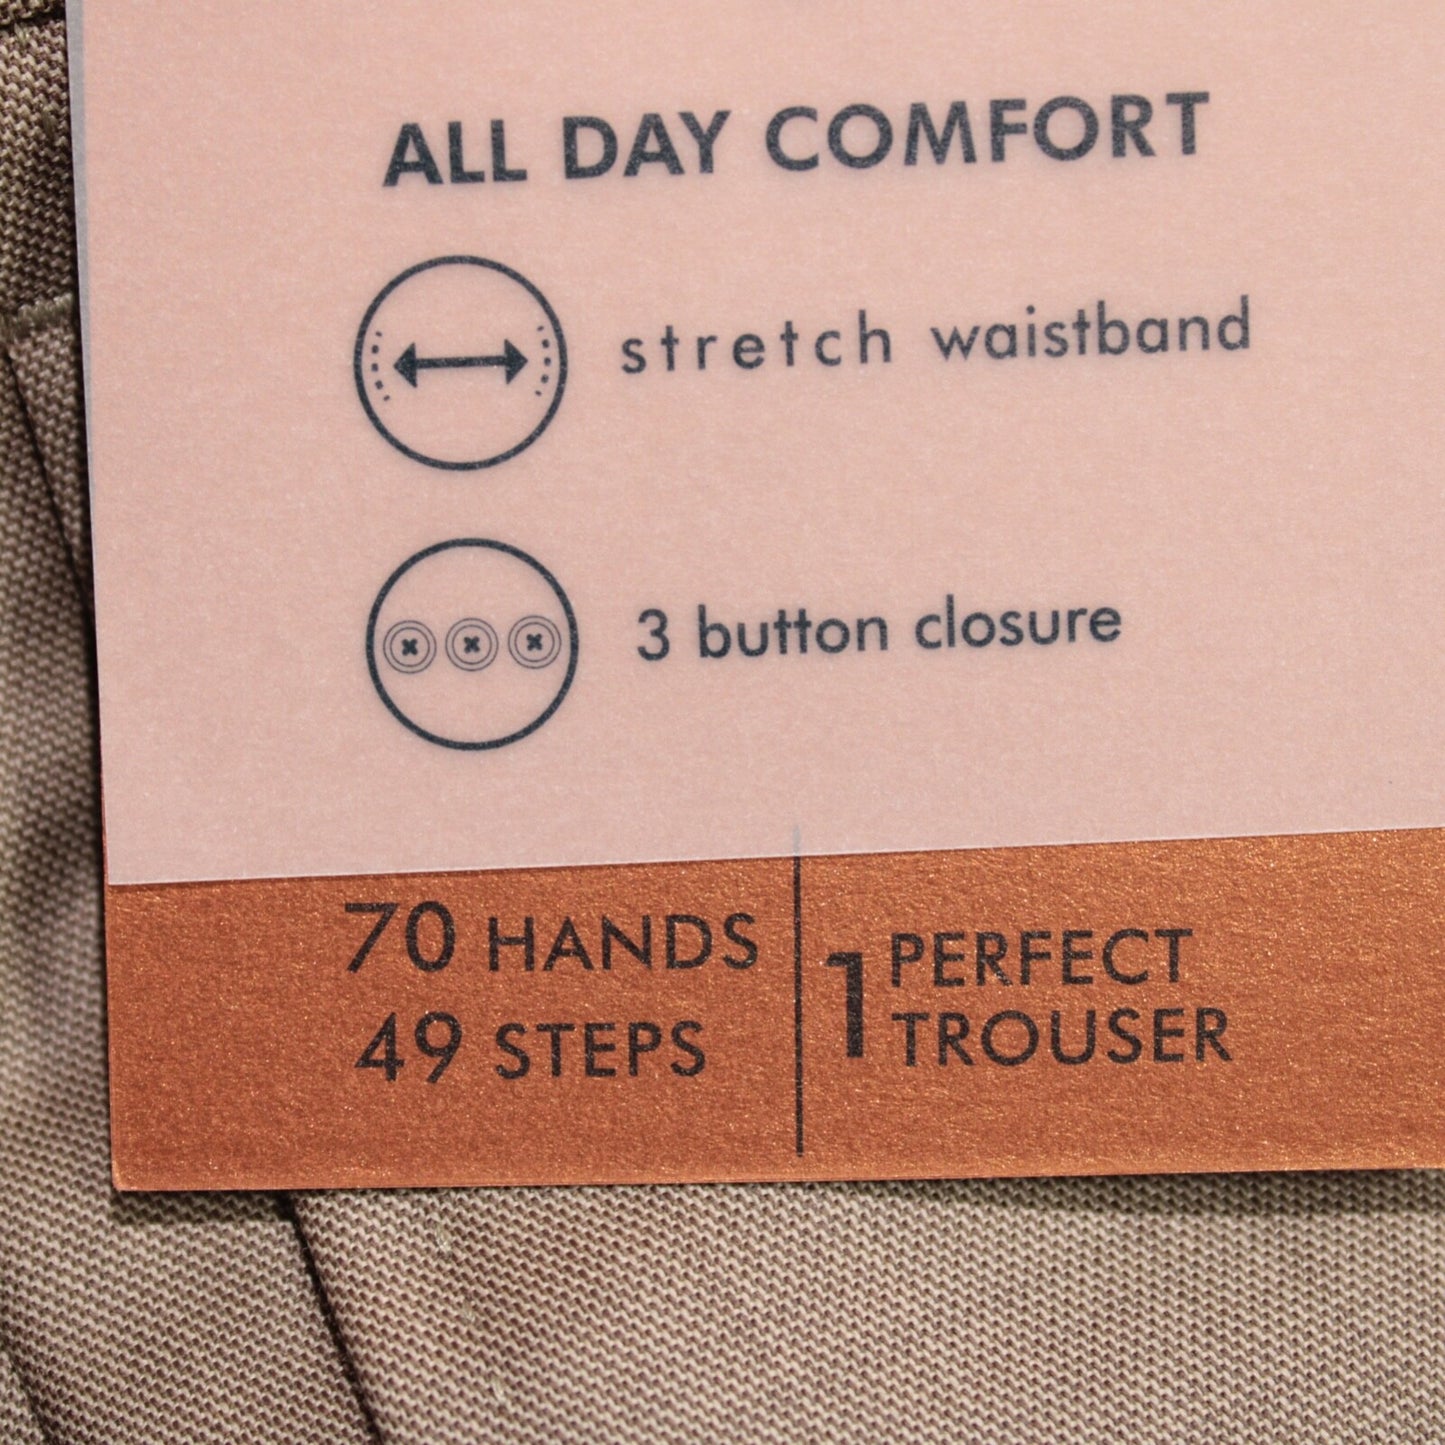 ALL DAY COMFORT
stretch waistband
3 button closure
70 HANDS
49 STEPS
1 PERFECT
TROUSER